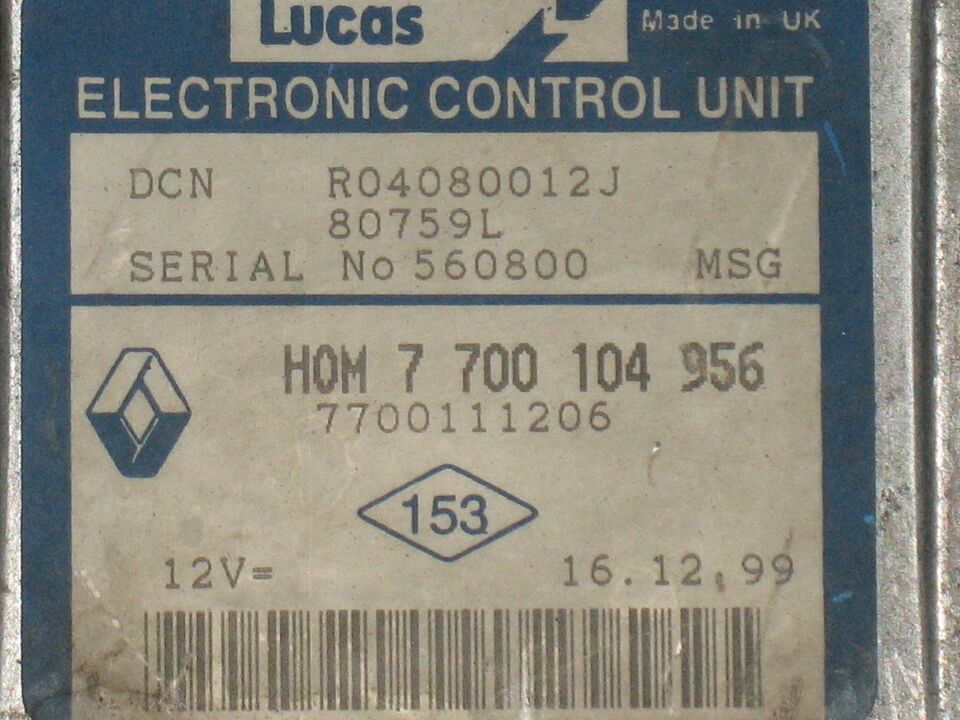 Lucas
Made in UK
ELECTRONIC CONTROL UNIT
DCN R04080012J
80759L
SERIAL No 560800 MSG
HOM 7 700 104 956
7700111206
153
12V=
16.12.99